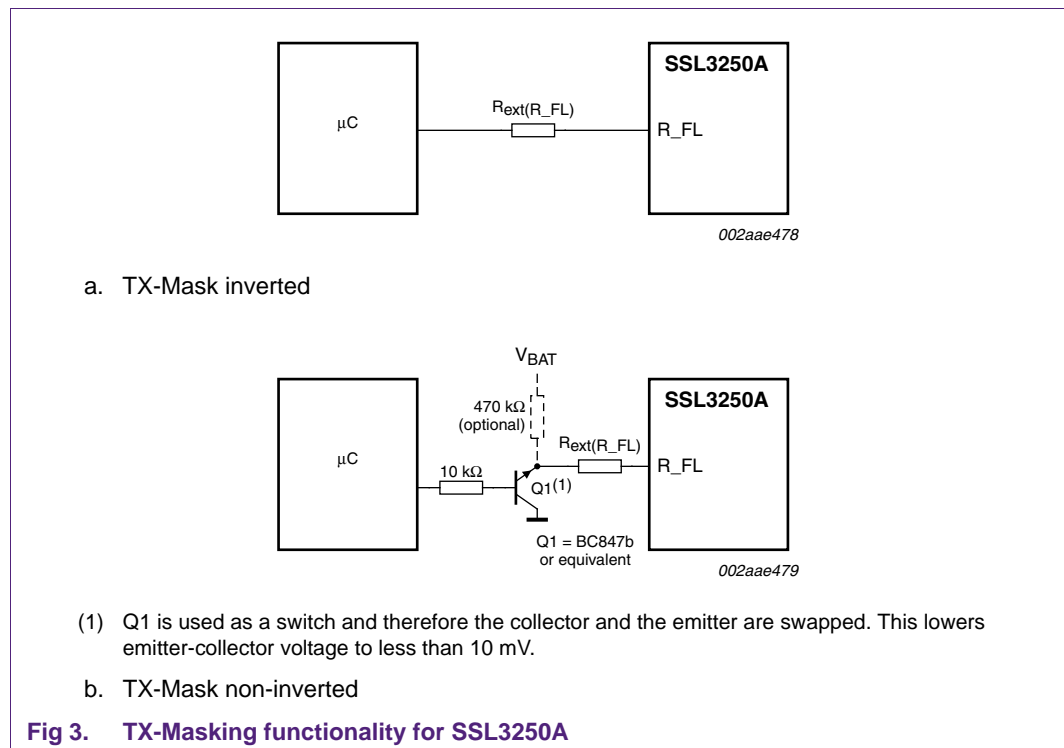 SSL3250A
Rext(R_FL)
μC
R_FL
002aae478
a. TX-Mask inverted
VBAT
470 kΩ
(optional)
SSL3250A
Rext(R_FL)
μC
R_FL
10 kΩ
Q1(1)
Q1 = BC847b
or equivalent
002aae479
(1) Q1 is used as a switch and therefore the collector and the emitter are swapped. This lowers
emitter-collector voltage to less than 10 mV.
b. TX-Mask non-inverted
Fig 3. TX-Masking functionality for SSL3250A